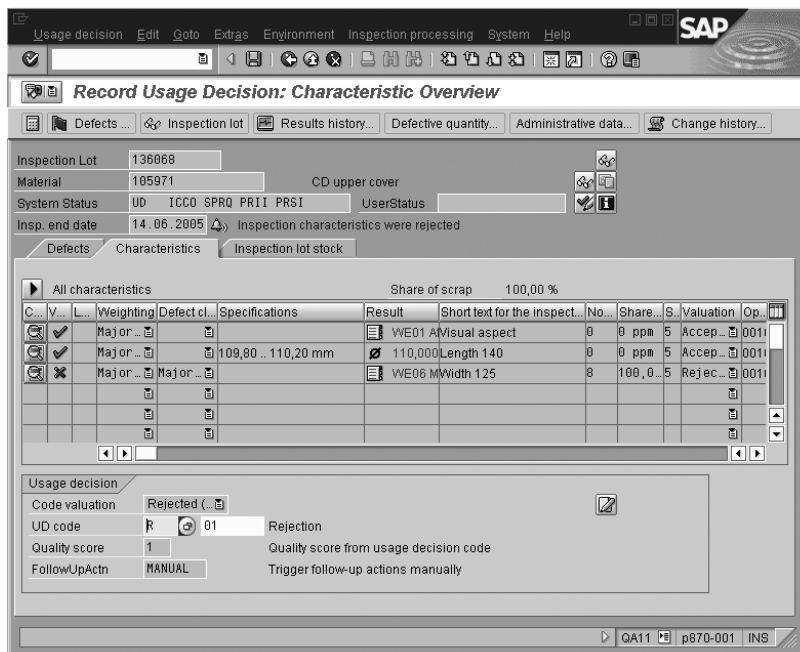 Usage decision Edit Goto Extras Environment Inspection processing System Help
SAP
Record Usage Decision: Characteristic Overview
Defects ... Inspection lot Results history... Defective quantity... Administrative data... Change history...
Inspection Lot 136068
Material 105971 CD upper cover
System Status UD ICCO SPRQ PRII PRSI UserStatus
Insp. end date 14.06.2005 Inspection characteristics were rejected
Defects Characteristics Inspection lot stock
All characteristics Share of scrap 100,00 %
C... V... L... Weighting Defect cl... Specifications Result Short text for the inspect... No... Share... S.. Valuation Op...
Major... WE01 Visual aspect 0 0 ppm 5 Accep... 001
Major... 109,80 .. 110,20 mm 110,000 Length 140 0 0 ppm 5 Accep... 001
Major... Major... WE06 M Width 125 8 100,0... 5 Rejec... 001
Usage decision
Code valuation Rejected (...
UD code R 01 Rejection
Quality score 1 Quality score from usage decision code
FollowUpActn MANUAL Trigger follow-up actions manually
QA11 p870-001 INS